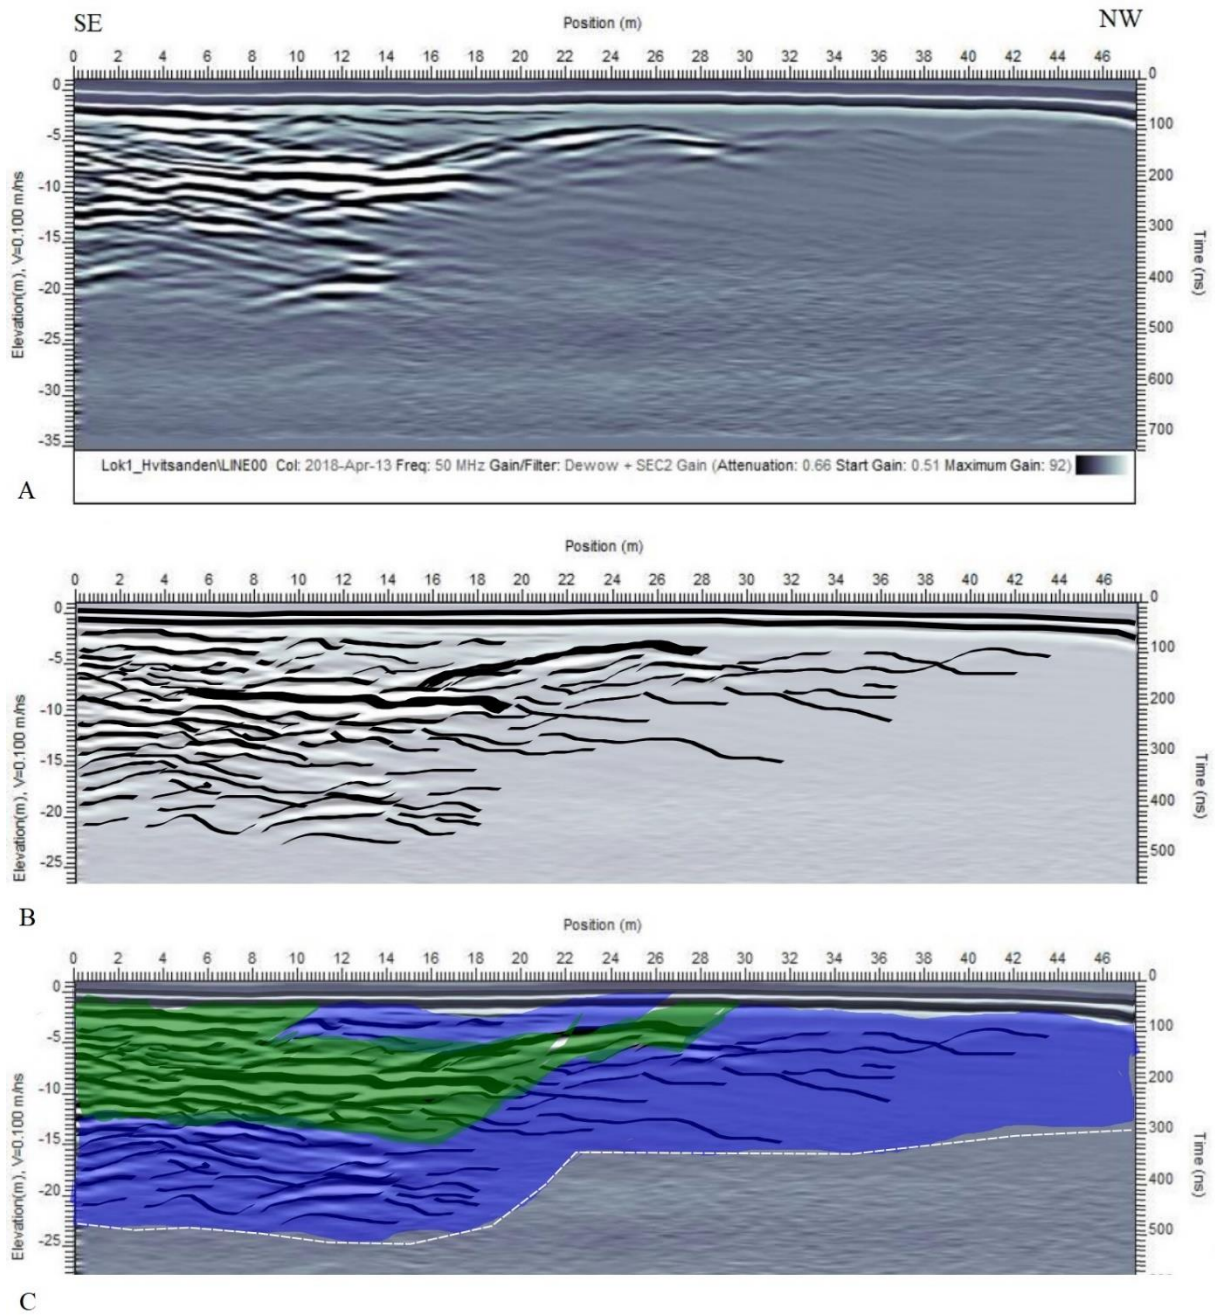 SE
Position (m)
NW
0 2 4 6 8 10 12 14 16 18 20 22 24 26 28 30 32 34 36 38 40 42 44 46
0
-5
-10
-15
-20
-25
-30
-35
Elevation(m), V=0.100 m/ns
0
100
200
300
400
500
600
700
Time (ns)
Lok1_Hvitsanden\LINE00 Col: 2018-Apr-13 Freq: 50 MHz Gain/Filter: Dewow + SEC2 Gain (Attenuation: 0.66 Start Gain: 0.51 Maximum Gain: 92)
A
Position (m)
0 2 4 6 8 10 12 14 16 18 20 22 24 26 28 30 32 34 36 38 40 42 44 46
0
-5
-10
-15
-20
-25
Elevation(m), V=0.100 m/ns
0
100
200
300
400
500
Time (ns)
B
Position (m)
0 2 4 6 8 10 12 14 16 18 20 22 24 26 28 30 32 34 36 38 40 42 44 46
0
-5
-10
-15
-20
-25
Elevation(m), V=0.100 m/ns
0
100
200
300
400
500
Time (ns)
C